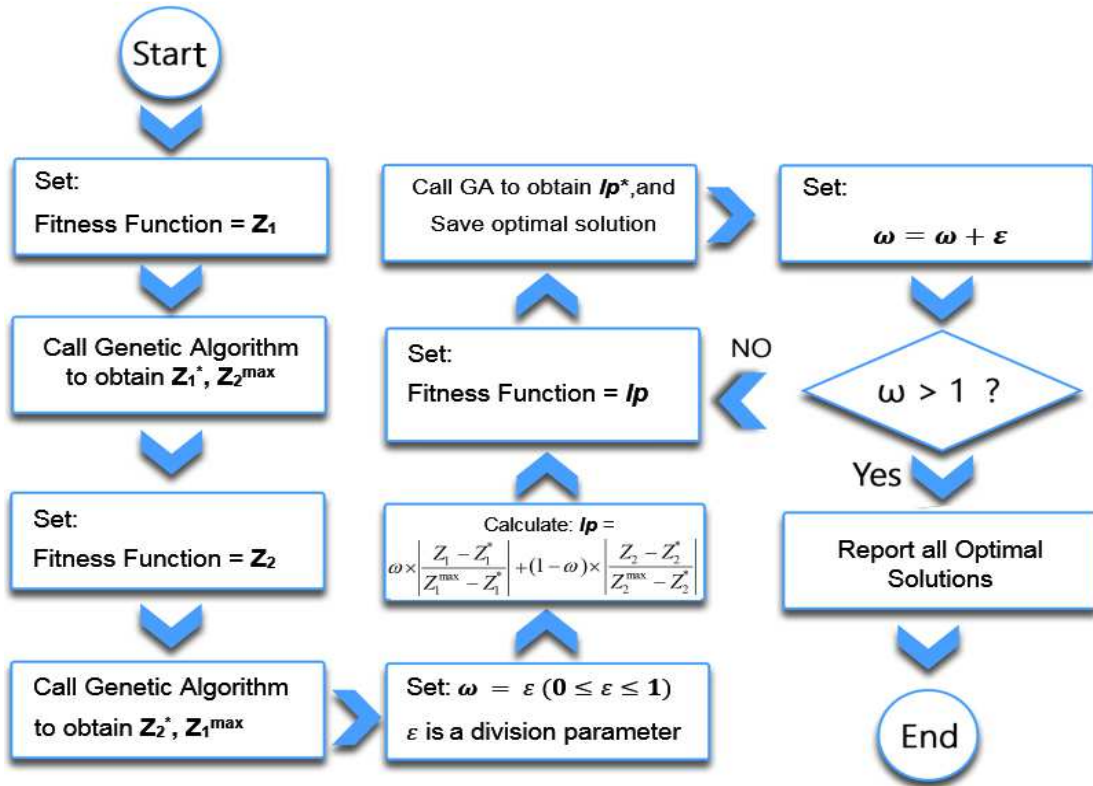 Start
Set:
Fitness Function = Z₁
Call Genetic Algorithm
to obtain Z₁*, Z₂ᵐᵃˣ
Set:
Fitness Function = Z₂
Call Genetic Algorithm
to obtain Z₂*, Z₁ᵐᵃˣ
Set: ω = ε (0 ≤ ε ≤ 1)
ε is a division parameter
Calculate: lp =
ω × |(Z₁ − Z₁*) / (Z₁ᵐᵃˣ − Z₁*)| + (1 − ω) × |(Z₂ − Z₂*) / (Z₂ᵐᵃˣ − Z₂*)|
Set:
Fitness Function = lp
Call GA to obtain lp*,and
Save optimal solution
Set:
ω = ω + ε
ω > 1 ?
NO
Yes
Report all Optimal
Solutions
End